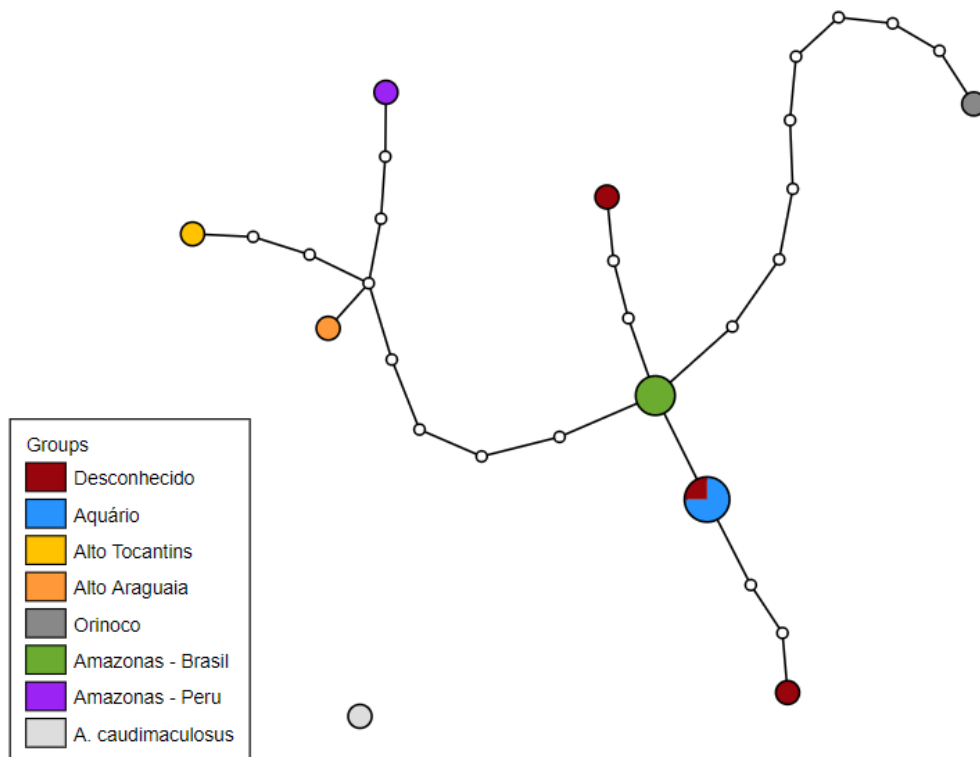 Groups
Desconhecido
Aquário
Alto Tocantins
Alto Araguaia
Orinoco
Amazonas - Brasil
Amazonas - Peru
A. caudimaculosus